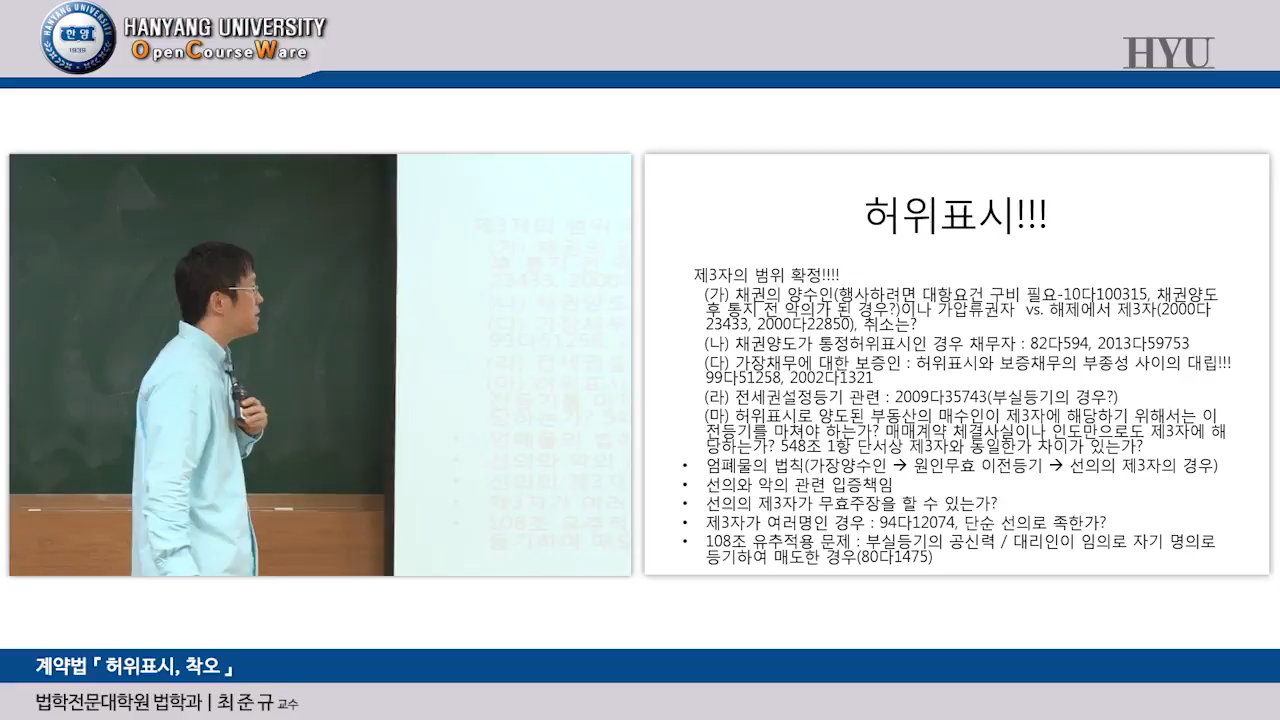 HANYANG UNIVERSITY
OpenCourseWare
한양
1939
HYU
허위표시!!!
제3자의 범위 확정!!!!
(가) 채권의 양수인(행사하려면 대항요건 구비 필요-10다100315, 채권양도
후 통지 전 악의가 된 경우?)이나 가압류권자 vs. 해제에서 제3자(2000다
23433, 2000다22850), 취소는?
(나) 채권양도가 통정허위표시인 경우 채무자 : 82다594, 2013다59753
(다) 가장채무에 대한 보증인 : 허위표시와 보증채무의 부종성 사이의 대립!!!
99다51258, 2002다1321
(라) 전세권설정등기 관련 : 2009다35743(부실등기의 경우?)
(마) 허위표시로 양도된 부동산의 매수인이 제3자에 해당하기 위해서는 이
전등기를 마쳐야 하는가? 매매계약 체결사실이나 인도만으로도 제3자에 해
당하는가? 548조 1항 단서상 제3자와 동일한가 차이가 있는가?
• 엄폐물의 법칙(가장양수인 → 원인무효 이전등기 → 선의의 제3자의 경우)
• 선의와 악의 관련 입증책임
• 선의의 제3자가 무효주장을 할 수 있는가?
• 제3자가 여러명인 경우 : 94다12074, 단순 선의로 족한가?
• 108조 유추적용 문제 : 부실등기의 공신력 / 대리인이 임의로 자기 명의로
등기하여 매도한 경우(80다1475)
계약법 「 허위표시, 착오 」
법학전문대학원 법학과 | 최 준 규 교수